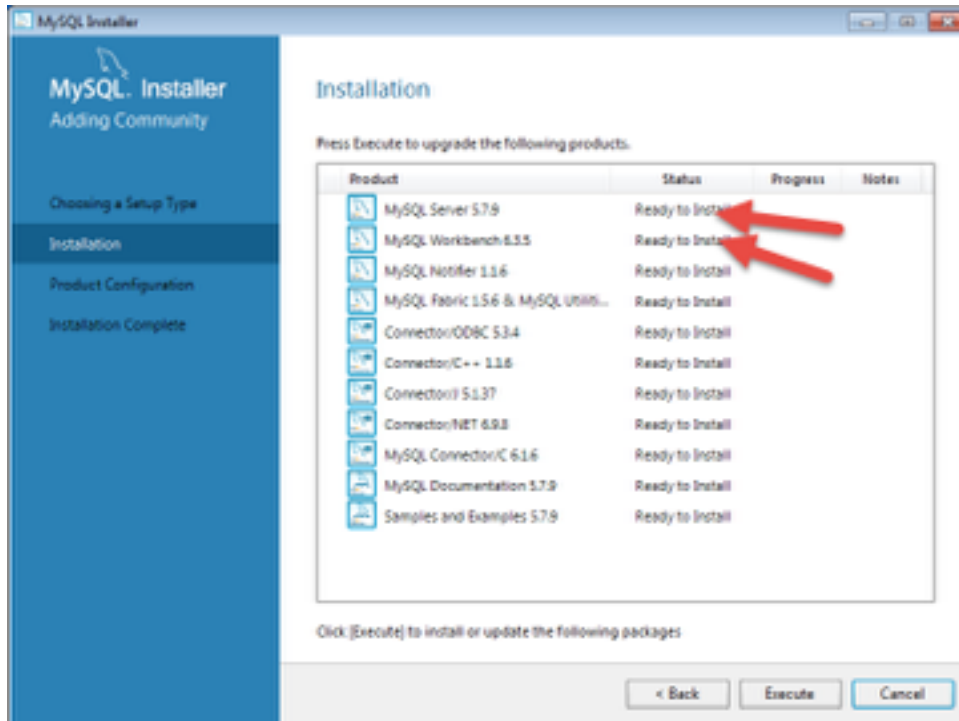 MySQL Installer
MySQL. Installer
Adding Community
Choosing a Setup Type
Installation
Product Configuration
Installation Complete
Installation
Press Execute to upgrade the following products.
Product Status Progress Notes
MySQL Server 5.7.9 Ready to Install
MySQL Workbench 6.3.5 Ready to Install
MySQL Notifier 1.1.6 Ready to Install
MySQL Fabric 1.5.6 & MySQL Utiliti... Ready to Install
Connector/ODBC 5.3.4 Ready to Install
Connector/C++ 1.1.6 Ready to Install
Connector/J 5.1.37 Ready to Install
Connector/NET 6.9.8 Ready to Install
MySQL Connector/C 6.1.6 Ready to Install
MySQL Documentation 5.7.9 Ready to Install
Samples and Examples 5.7.9 Ready to Install
Click [Execute] to install or update the following packages
< Back Execute Cancel